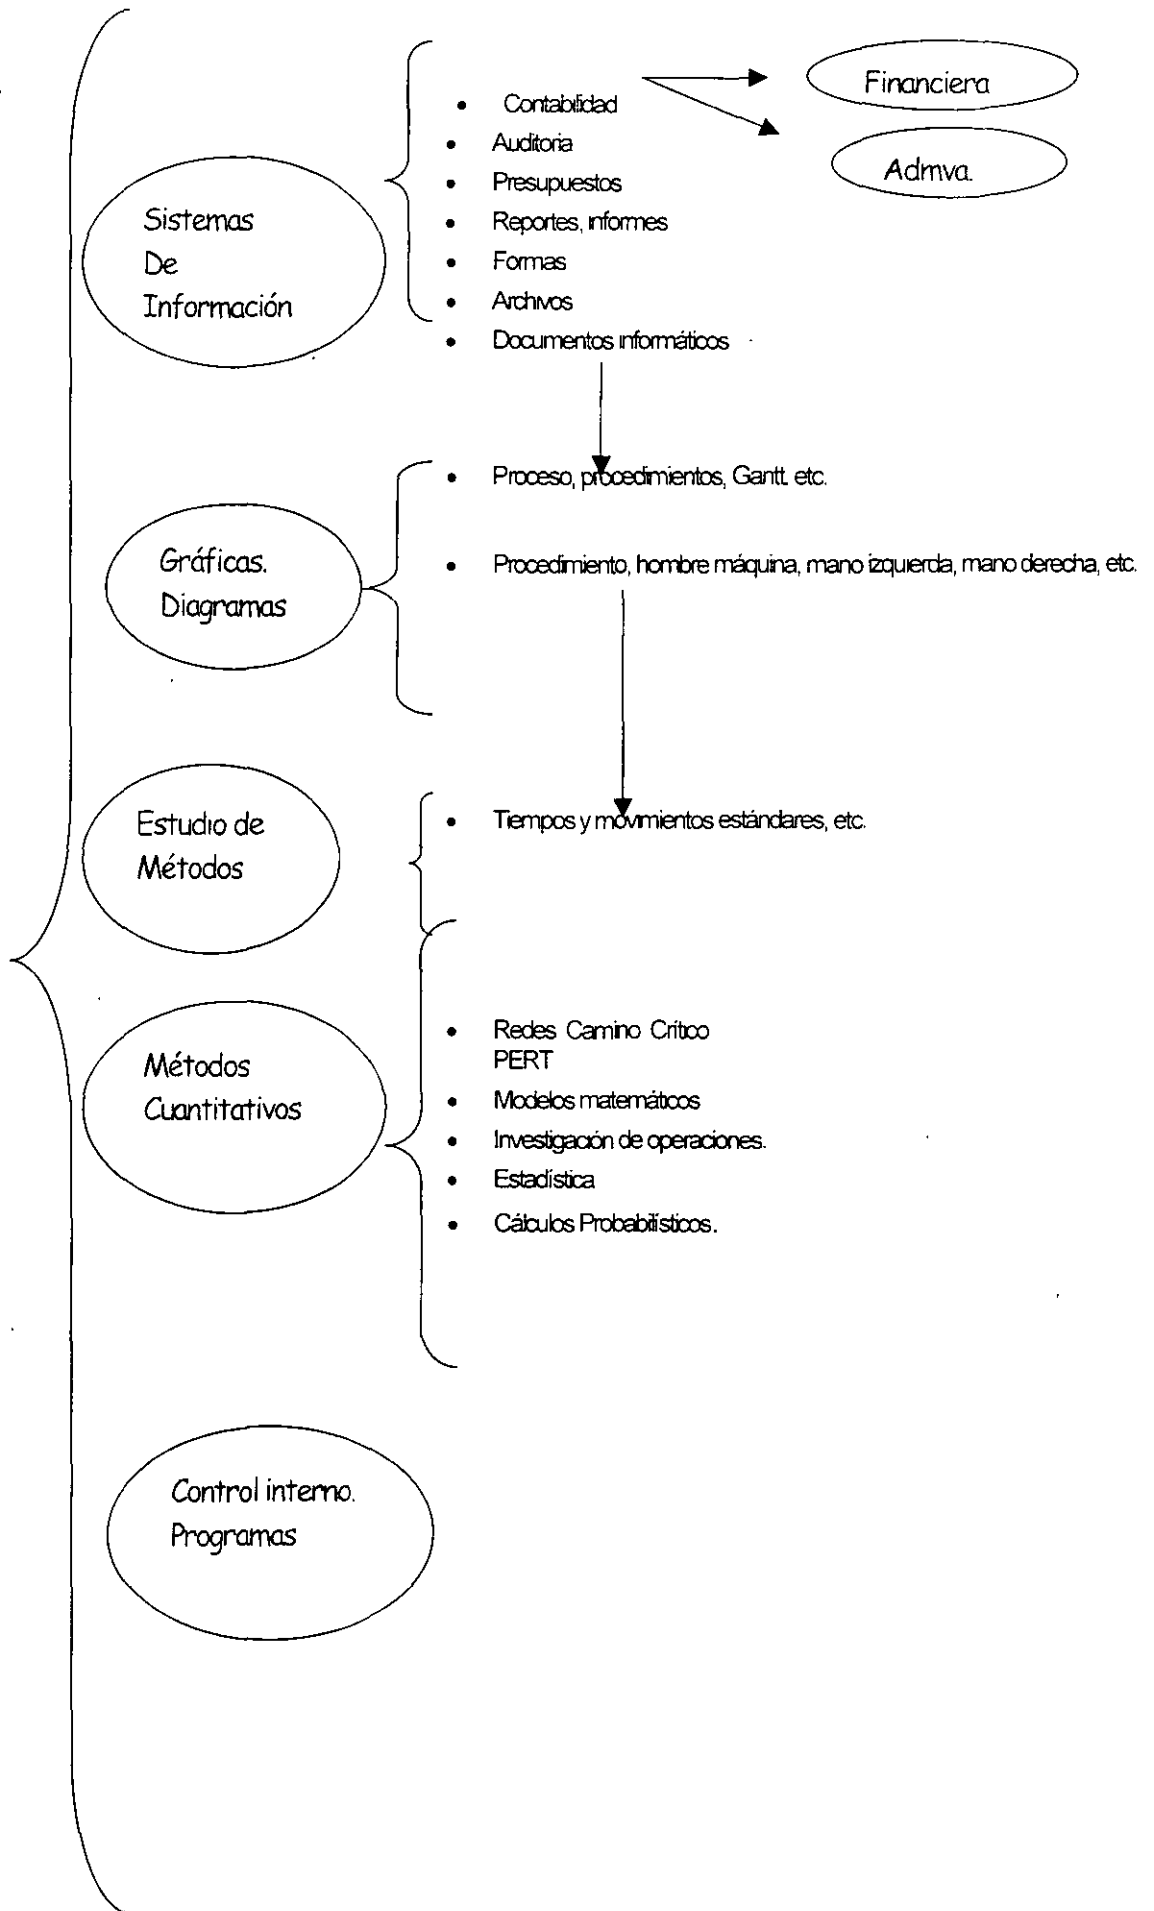 Sistemas
De
Información
• Contabilidad
• Auditoria
• Presupuestos
• Reportes, informes
• Formas
• Archivos
• Documentos informáticos
Financiera
Admva.
Gráficas.
Diagramas
• Proceso, procedimientos, Gantt. etc.
• Procedimiento, hombre máquina, mano izquierda, mano derecha, etc.
Estudio de
Métodos
• Tiempos y movimientos estándares, etc.
Métodos
Cuantitativos
• Redes Camino Crítico
PERT
• Modelos matemáticos
• Investigación de operaciones.
• Estadística
• Cálculos Probabilísticos.
Control interno.
Programas